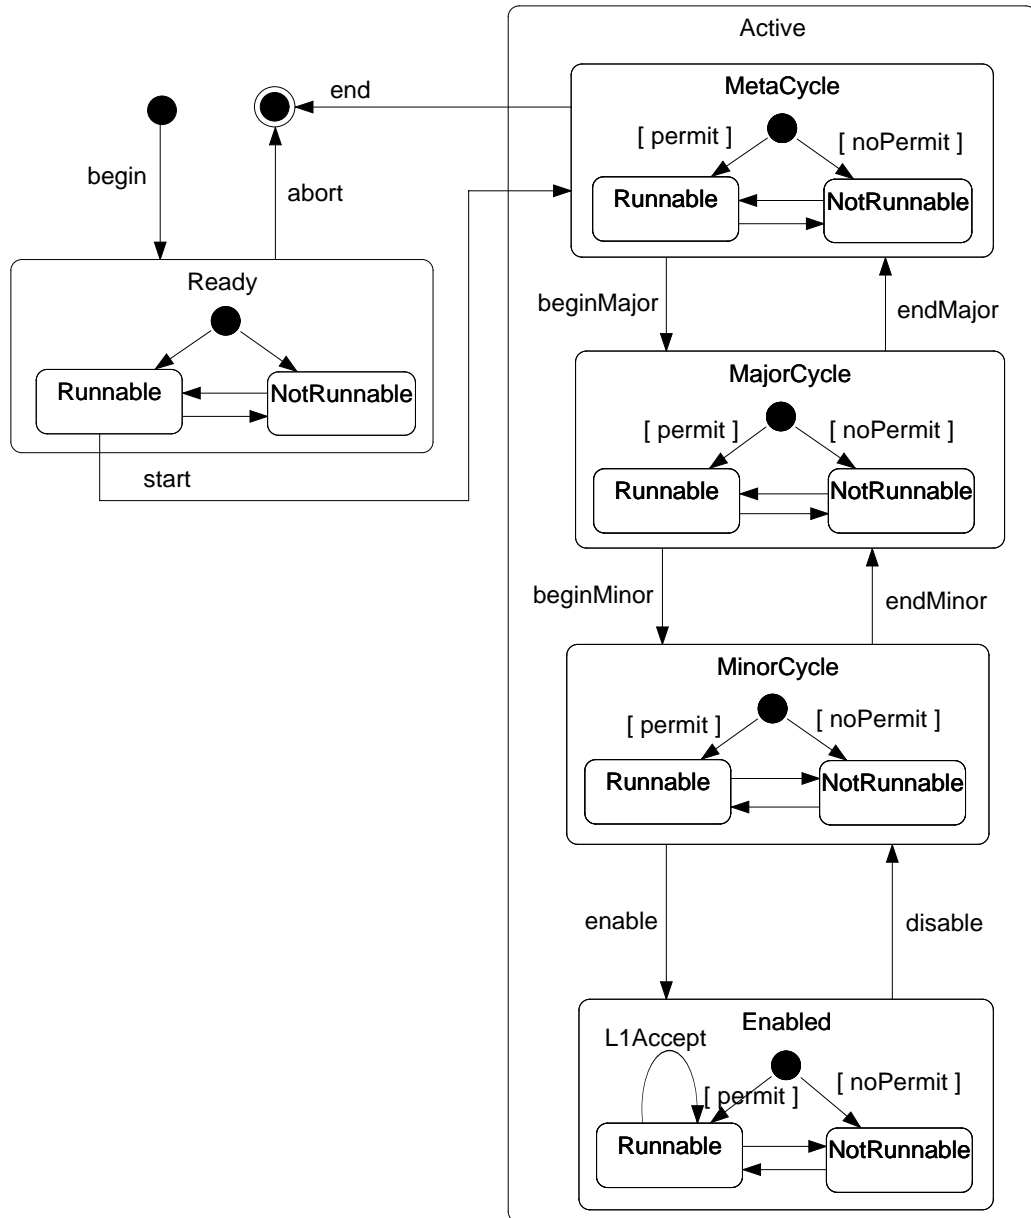 Active
MetaCycle
end
[ permit ]
[ noPermit ]
begin
abort
Runnable
NotRunnable
Ready
beginMajor
endMajor
Runnable
NotRunnable
MajorCycle
[ permit ]
[ noPermit ]
start
Runnable
NotRunnable
beginMinor
endMinor
MinorCycle
[ permit ]
[ noPermit ]
Runnable
NotRunnable
enable
disable
Enabled
L1Accept
[ permit ]
[ noPermit ]
Runnable
NotRunnable